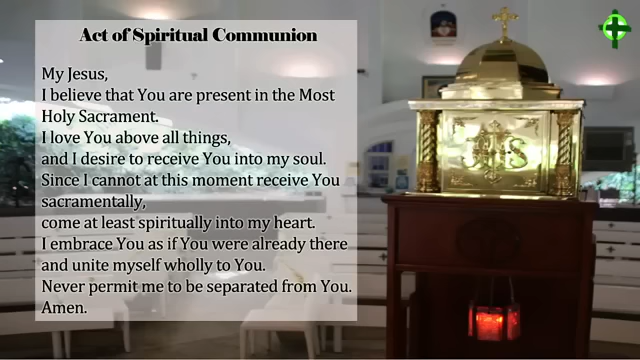 Act of Spiritual Communion
My Jesus,
I believe that You are present in the Most
Holy Sacrament.
I love You above all things,
and I desire to receive You into my soul.
Since I cannot at this moment receive You
sacramentally,
come at least spiritually into my heart.
I embrace You as if You were already there
and unite myself wholly to You.
Never permit me to be separated from You.
Amen.
IHS